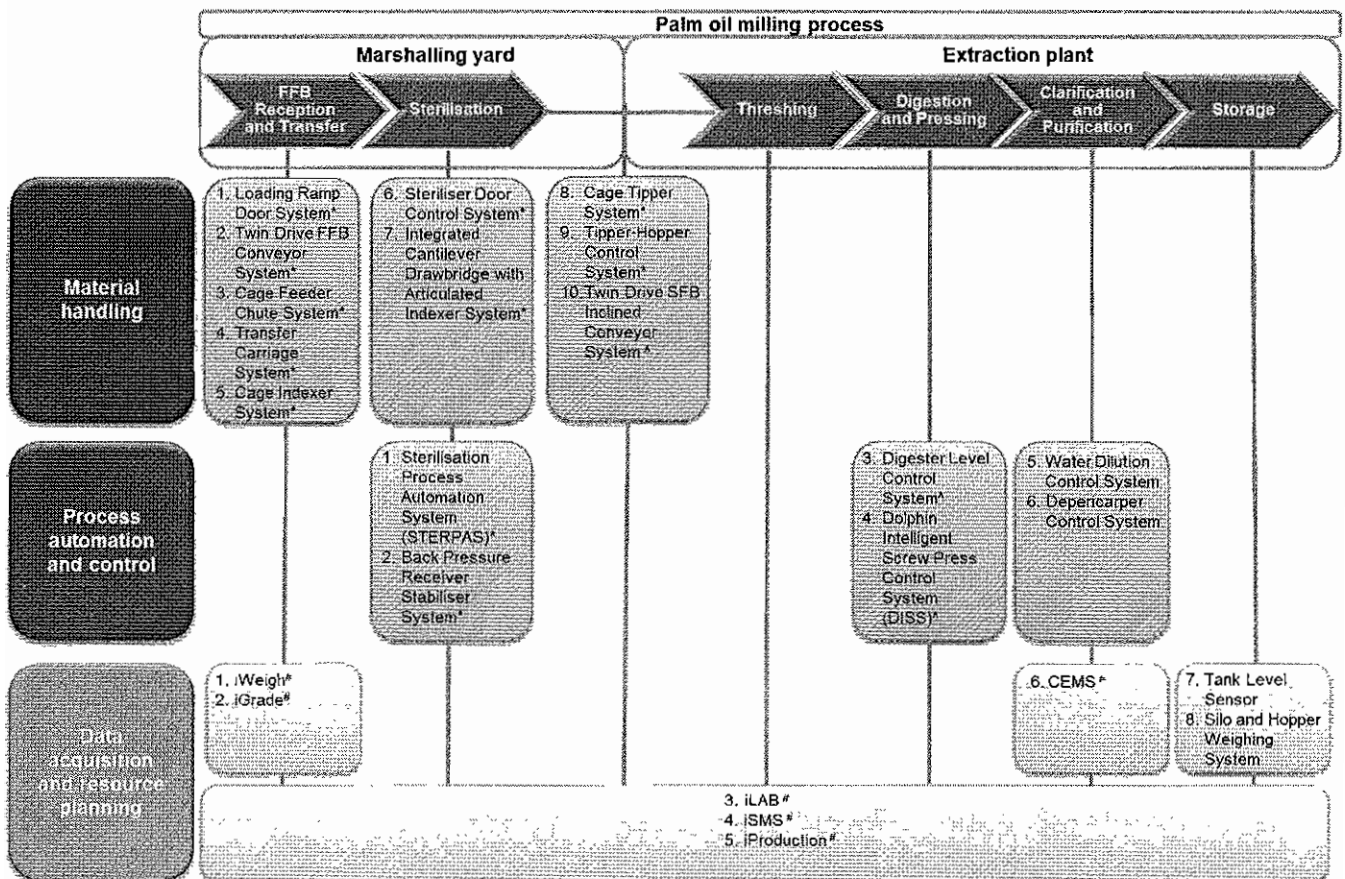 Palm oil milling process
Marshalling yard
Extraction plant
FFB
Reception
and Transfer
Sterilisation
Threshing
Digestion
and Pressing
Clarification
and
Purification
Storage
Material
handling
1. Loading Ramp
Door System*
2. Twin Drive FFB
Conveyor
System*
3. Cage Feeder
Chute System*
4. Transfer
Carriage
System*
5. Cage Indexer
System*
6. Steriliser Door
Control System*
7. Integrated
Cantilever
Drawbridge with
Articulated
Indexer System*
8. Cage Tipper
System*
9. Tipper-Hopper
Control
System*
10. Twin Drive SFB
Inclined
Conveyor
System*
Process
automation
and control
1. Sterilisation
Process
Automation
System
(STERPAS)*
2. Back Pressure
Receiver
Stabiliser
System*
3. Digester Level
Control
System*
4. Dolphin
Intelligent
Screw Press
Control
System
(DISS)*
5. Water Dilution
Control System
6. Depericarper
Control System
Data
acquisition
and resource
planning
1. iWeigh#
2. iGrade#
6. CEMS #
7. Tank Level
Sensor
8. Silo and Hopper
Weighing
System
3. iLAB #
4. iSMS #
5. iProduction #